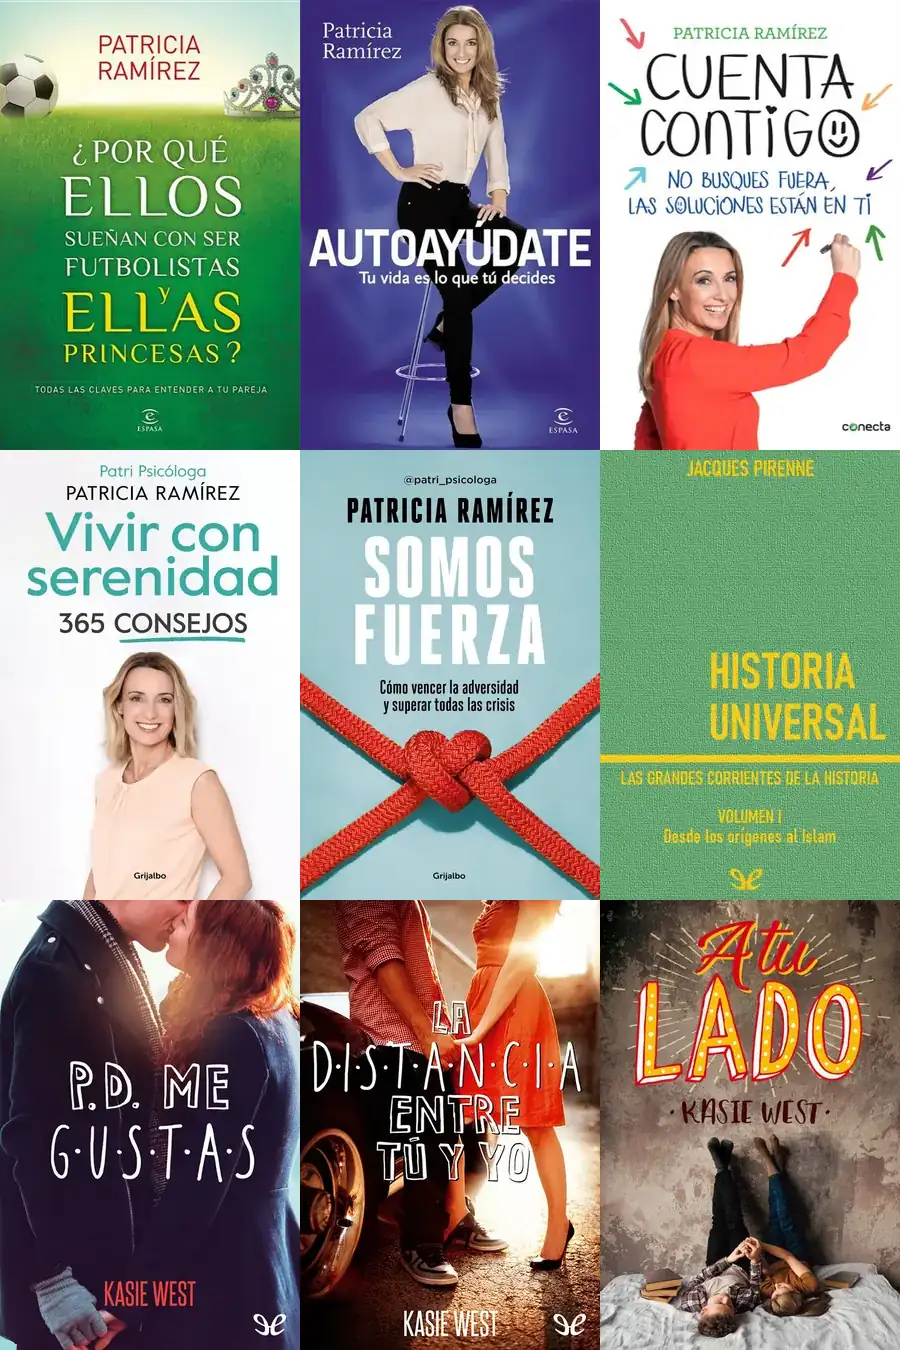 PATRICIA
RAMÍREZ
¿POR QUÉ
ELLOS
SUEÑAN CON SER
FUTBOLISTAS
y
ELLAS
PRINCESAS?
TODAS LAS CLAVES PARA ENTENDER A TU PAREJA
e
ESPASA
Patricia
Ramírez
AUTOAYÚDATE
Tu vida es lo que tú decides
e
ESPASA
PATRICIA RAMÍREZ
CUENTA
CONTIGO
NO BUSQUES FUERA,
LAS SOLUCIONES ESTÁN EN TI
conecta
Patri Psicóloga
PATRICIA RAMÍREZ
Vivir con
serenidad
365 CONSEJOS
Grijalbo
@patri_psicologa
PATRICIA RAMÍREZ
SOMOS
FUERZA
Cómo vencer la adversidad
y superar todas las crisis
Grijalbo
JACQUES PIRENNE
HISTORIA
UNIVERSAL
LAS GRANDES CORRIENTES DE LA HISTORIA
VOLUMEN I
Desde los orígenes al Islam
P.D. ME
G·U·S·T·A·S
KASIE WEST
LA
D·I·S·T·A·N·C·I·A
ENTRE
TÚ Y YO
KASIE WEST
A tu
LADO
·KASIE WEST·